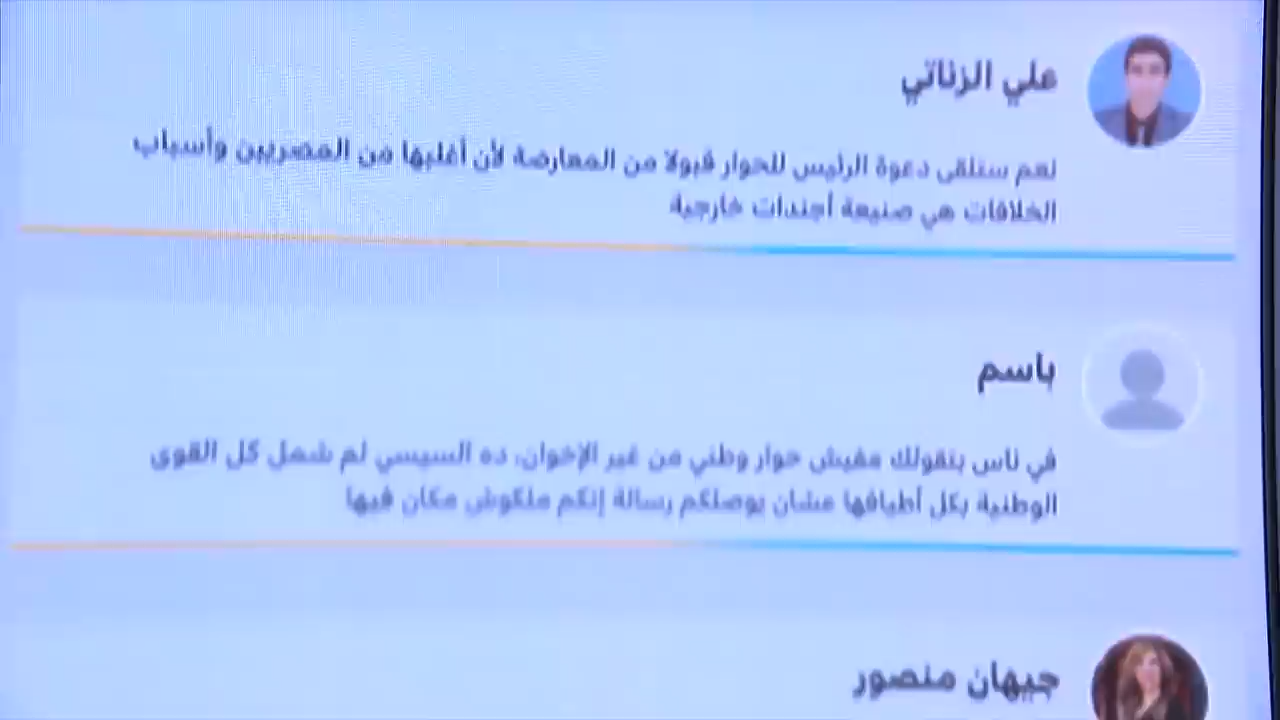 علي الزناتي
نعم ستلقى دعوة الرئيس للحوار قبولا من المعارضة لأن أغلبها من المصريين وأسباب
الخلافات هي صنيعة أجندات خارجية
باسم
في ناس بتقولك مفيش حوار وطني من غير الإخوان، ده السيسي لم شمل كل القوى
الوطنية بكل أطيافها عشان يوصلكم رسالة إنكم ملكوش مكان فيها
جيهان منصور